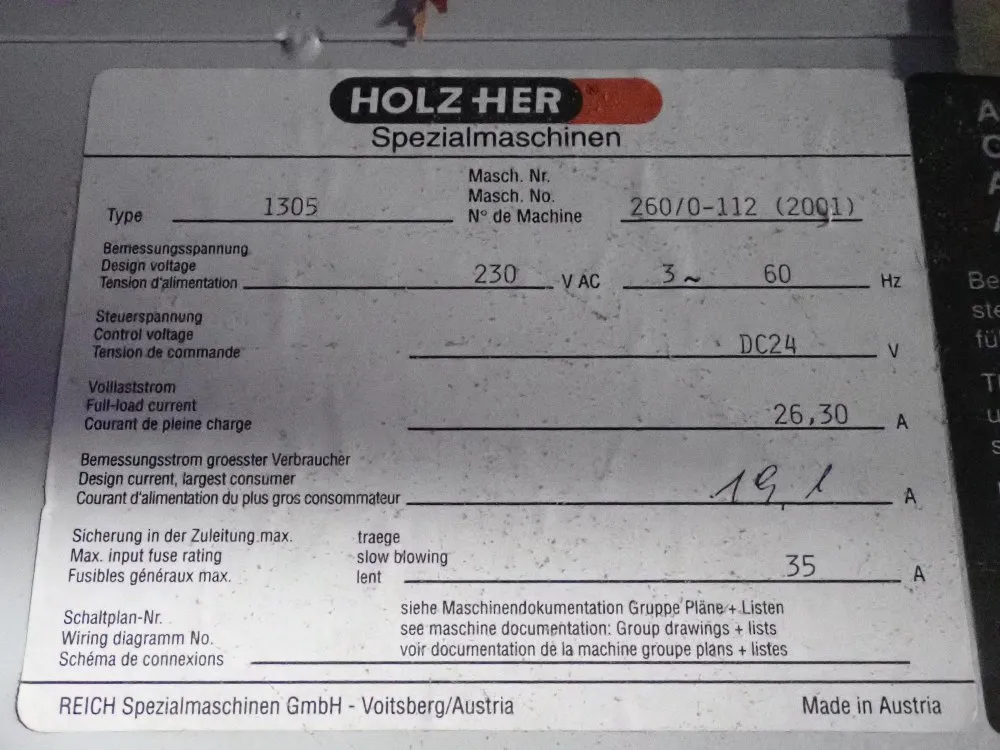 HOLZ-HER
Spezialmaschinen
Type 1305
Masch. Nr.
Masch. No.
N° de Machine 260/0-112 (2001)
Bemessungsspannung
Design voltage
Tension d'alimentation 230 V AC 3~ 60 Hz
Steuerspannung
Control voltage
Tension de commande DC24 V
Vollaststrom
Full-load current
Courant de pleine charge 26,30 A
Bemessungsstrom groesster Verbraucher
Design current, largest consumer
Courant d'alimentation du plus gros consommateur 19,1 A
Sicherung in der Zuleitung max. traege
Max. input fuse rating slow blowing
Fusibles généraux max. lent 35 A
Schaltplan-Nr. siehe Maschinendokumentation Gruppe Pläne + Listen
Wiring diagramm No. see maschine documentation: Group drawings + lists
Schéma de connexions voir documentation de la machine groupe plans + listes
REICH Spezialmaschinen GmbH - Voitsberg/Austria Made in Austria